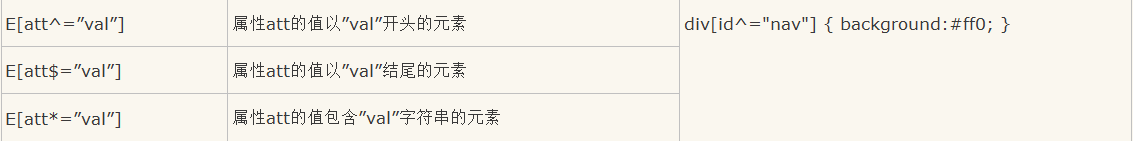 E[att^=”val”] 属性att的值以”val”开头的元素 div[id^="nav"] { background:#ff0; }
E[att$=”val”] 属性att的值以”val”结尾的元素
E[att*=”val”] 属性att的值包含”val”字符串的元素